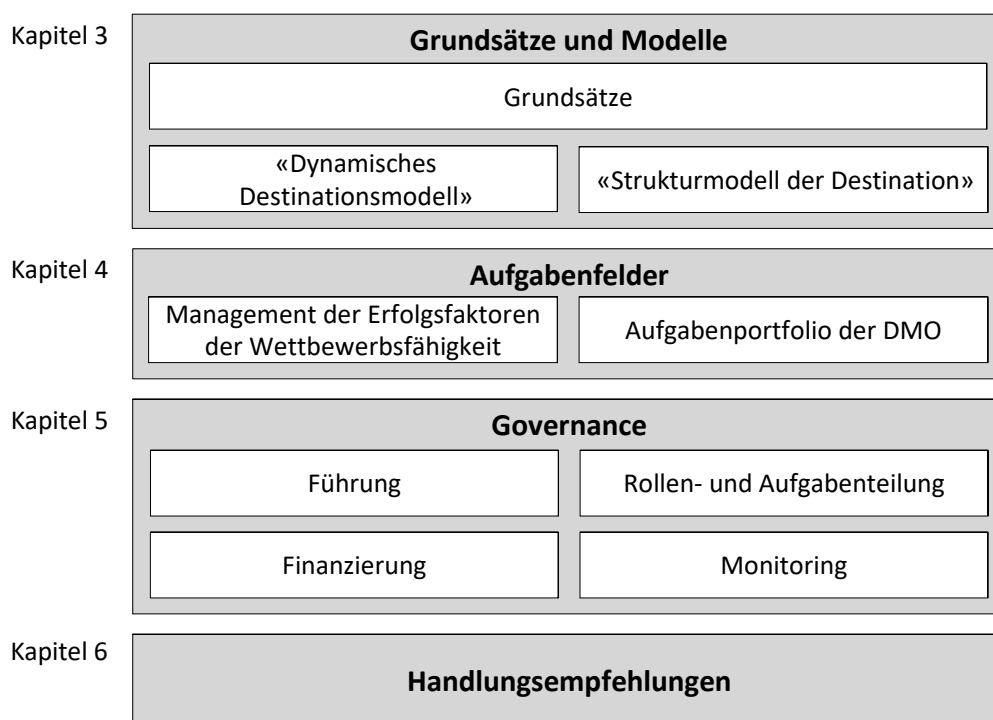 Kapitel 3
Grundsätze und Modelle
Grundsätze
«Dynamisches
Destinationsmodell»
«Strukturmodell der Destination»
Kapitel 4
Aufgabenfelder
Management der Erfolgsfaktoren
der Wettbewerbsfähigkeit
Aufgabenportfolio der DMO
Kapitel 5
Governance
Führung
Rollen- und Aufgabenteilung
Finanzierung
Monitoring
Kapitel 6
Handlungsempfehlungen